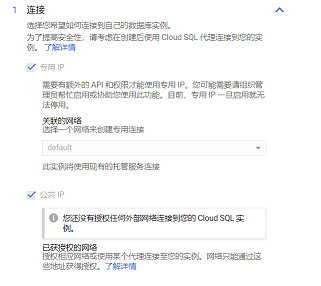 1 连接
选择您希望如何连接到自己的数据库实例。
为了提高安全性，请考虑在创建后使用 Cloud SQL 代理连接到您的实
例。 了解详情
专用 IP
需要有额外的 API 和权限才能使用专用 IP。您可能需要请组织管
理员帮忙启用或协助您使用此功能。目前，专用 IP 一旦启用就无
法停用。
关联的网络
选择一个网络来创建专用连接
default
此实例将使用现有的托管服务连接
公共 IP
您还没有授权任何外部网络连接到您的 Cloud SQL 实
例。
已获授权的网络
授权相应网络或使用某个代理连接至您的实例。网络只能通过这
些地址获得授权。了解详情